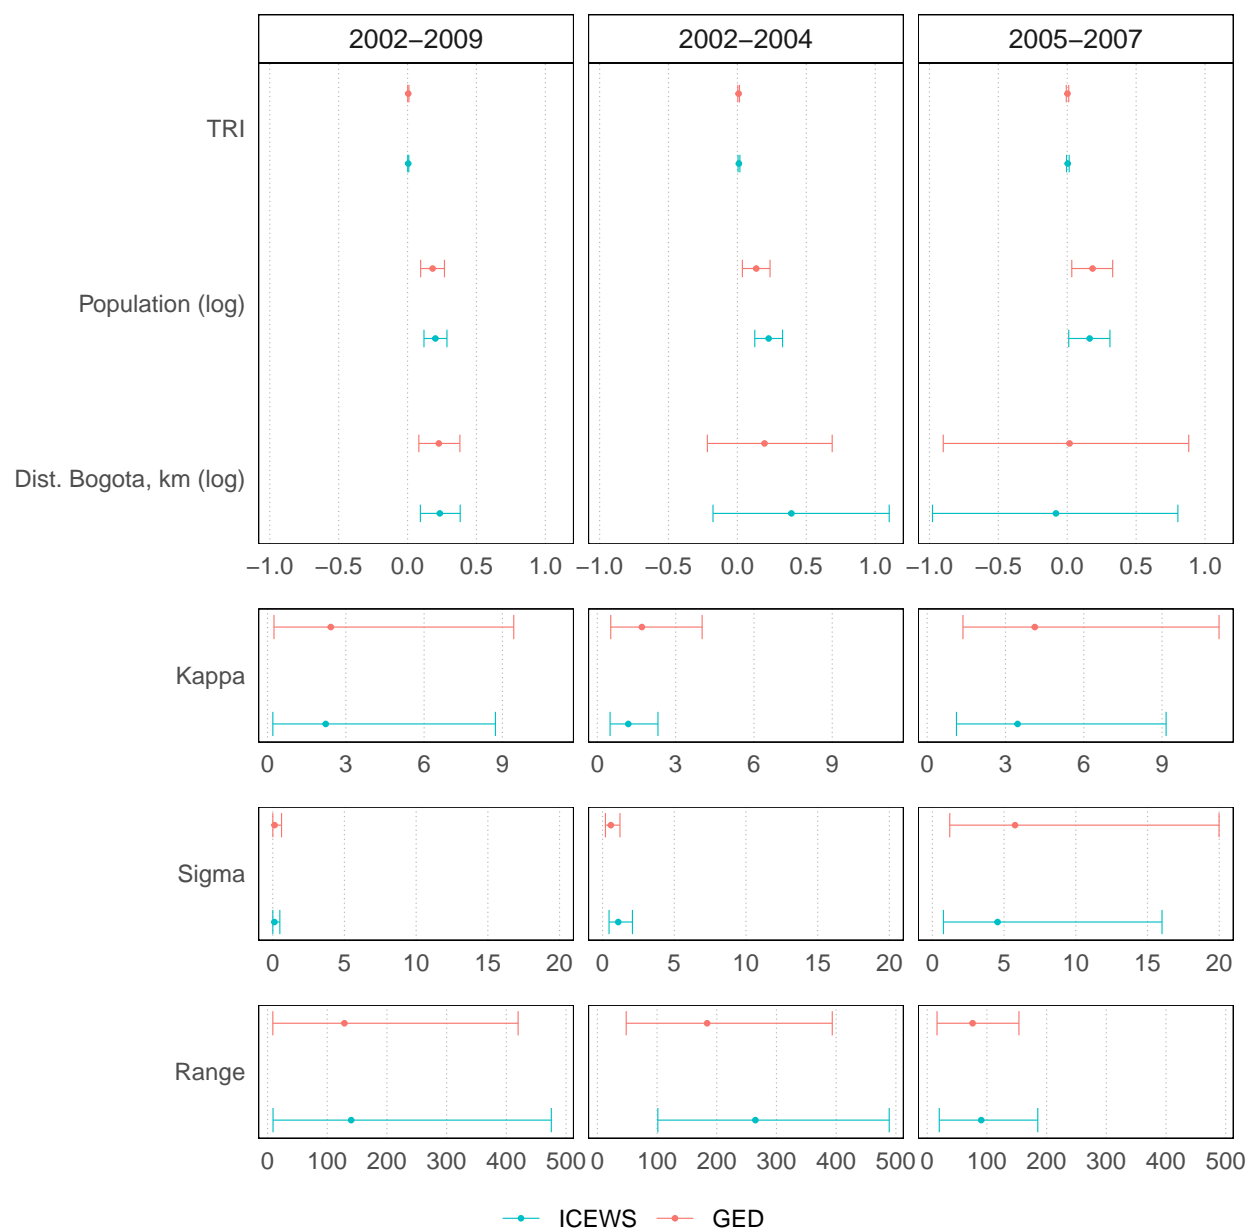 2002−2009 2002−2004 2005−2007
TRI
Population (log)
Dist. Bogota, km (log)
−1.0 −0.5 0.0 0.5 1.0 −1.0 −0.5 0.0 0.5 1.0 −1.0 −0.5 0.0 0.5 1.0
Kappa
0 3 6 9 0 3 6 9 0 3 6 9
Sigma
0 5 10 15 20 0 5 10 15 20 0 5 10 15 20
Range
0 100 200 300 400 500 0 100 200 300 400 500 0 100 200 300 400 500
ICEWS GED